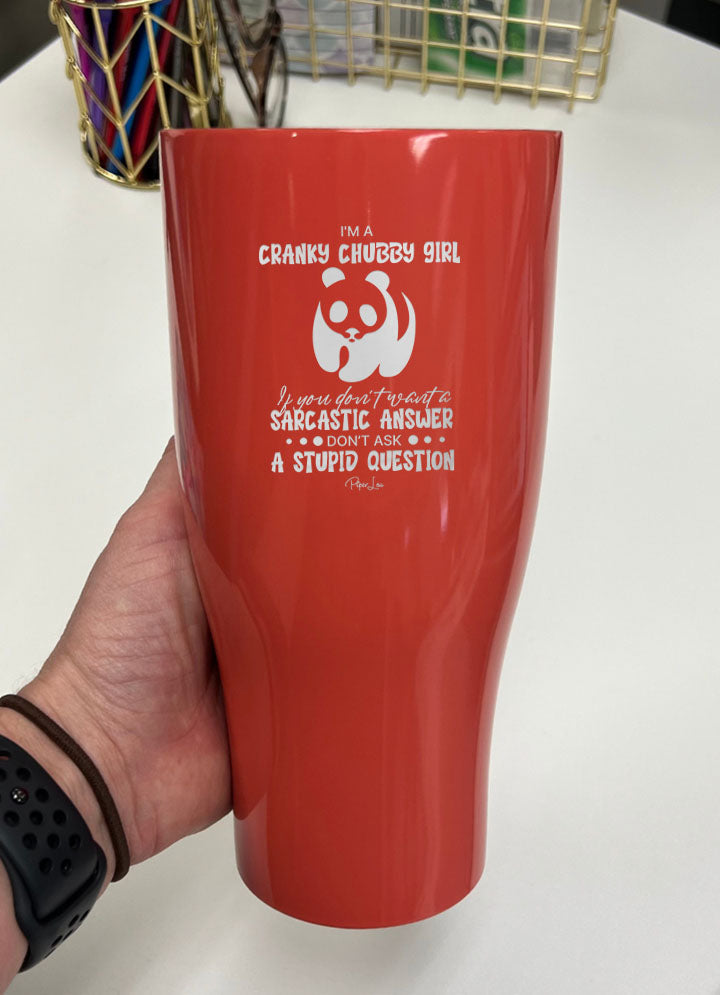 I'M A
CRANKY CHUBBY GIRL
If you don't want a
SARCASTIC ANSWER
DON'T ASK
A STUPID QUESTION
Piper Lou